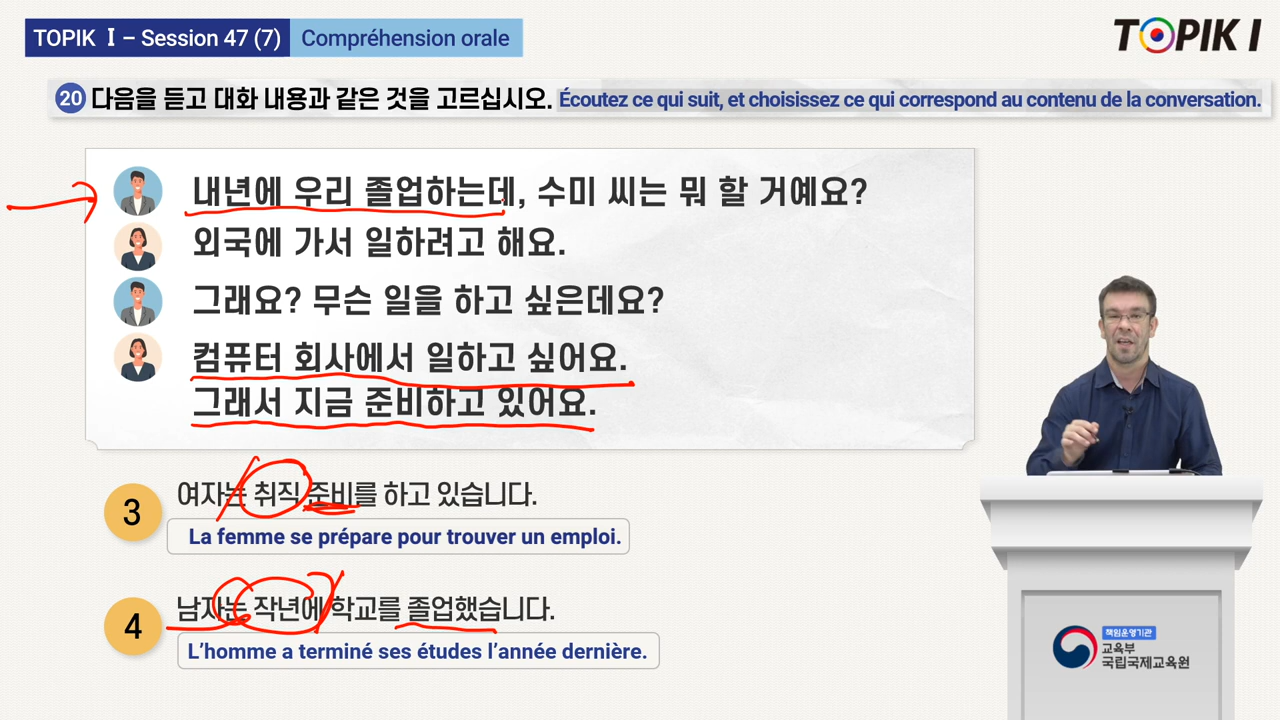 TOPIK I – Session 47 (7) Compréhension orale
TOPIK I
20 다음을 듣고 대화 내용과 같은 것을 고르십시오. Écoutez ce qui suit, et choisissez ce qui correspond au contenu de la conversation.
내년에 우리 졸업하는데, 수미 씨는 뭐 할 거예요?
외국에 가서 일하려고 해요.
그래요? 무슨 일을 하고 싶은데요?
컴퓨터 회사에서 일하고 싶어요.
그래서 지금 준비하고 있어요.
3 여자는 취직 준비를 하고 있습니다.
La femme se prépare pour trouver un emploi.
4 남자는 작년에 학교를 졸업했습니다.
L’homme a terminé ses études l’année dernière.
책임운영기관
교육부
국립국제교육원